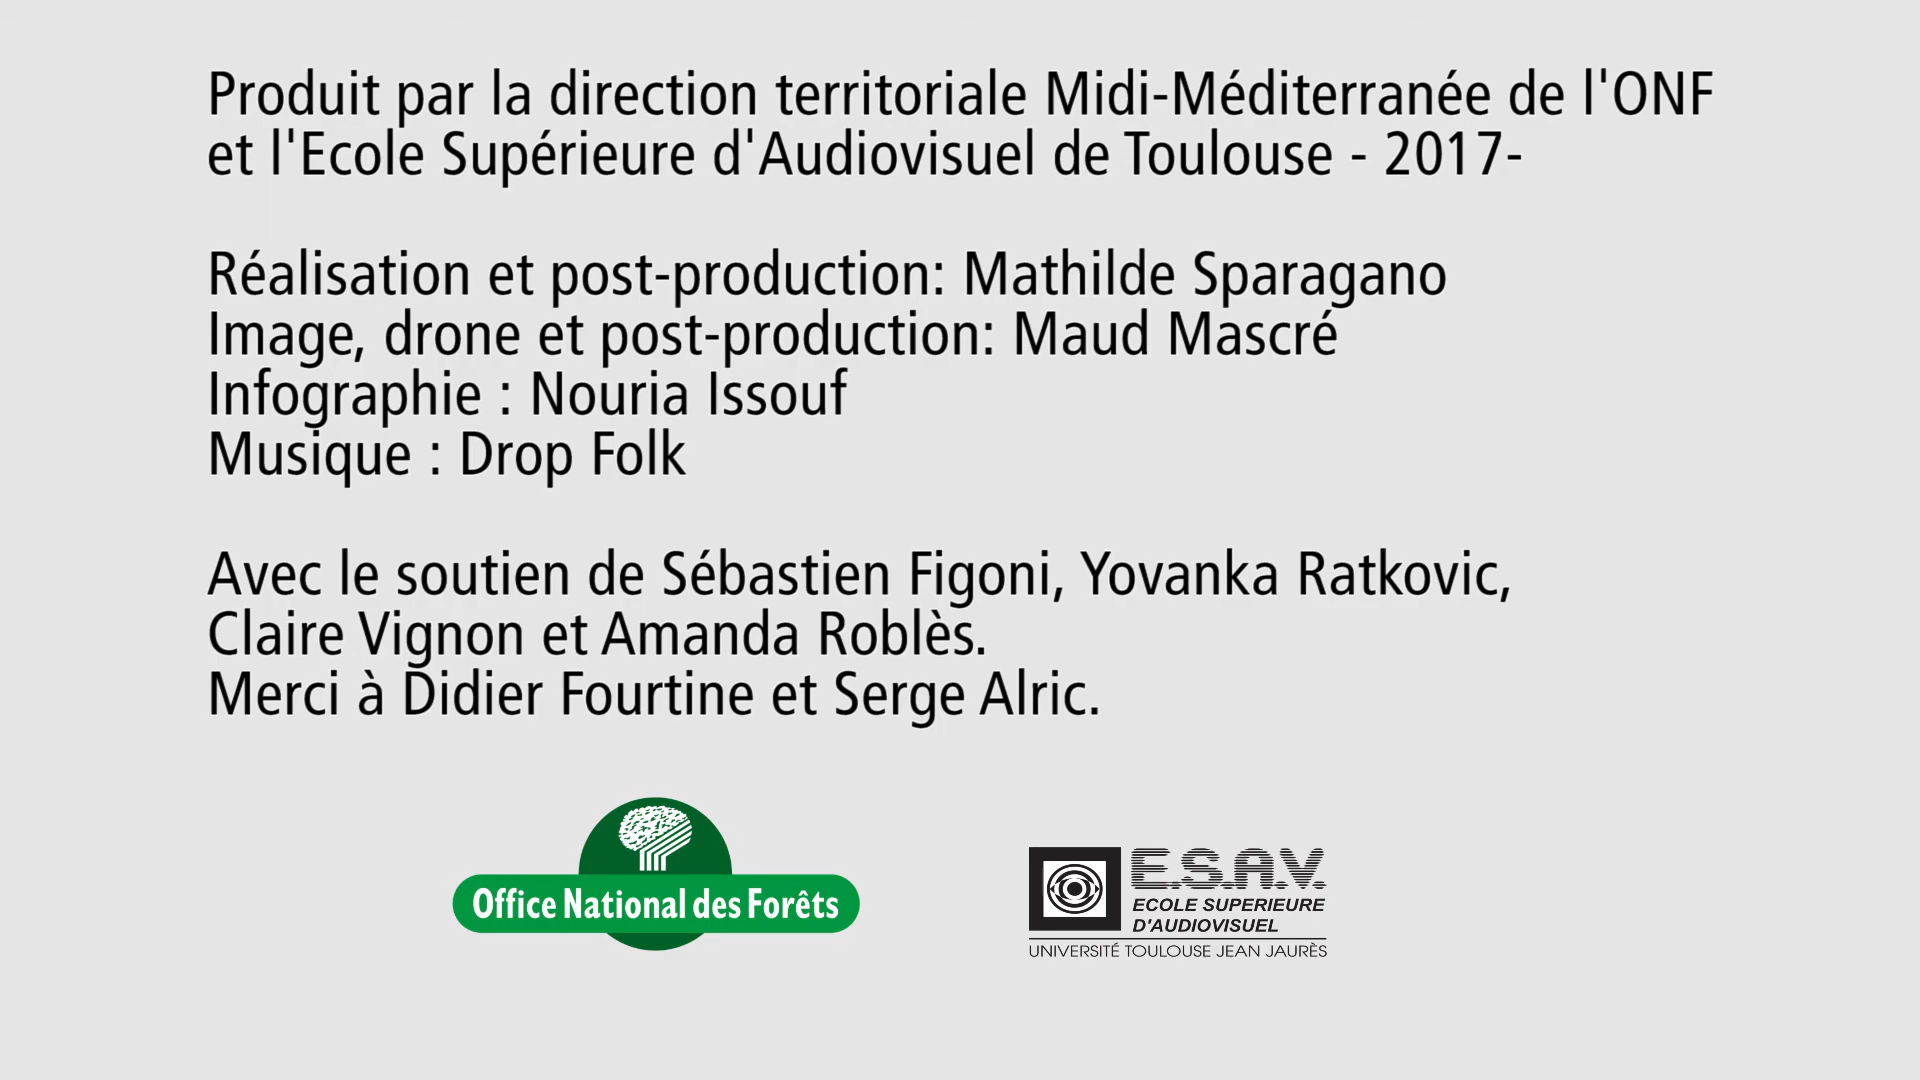 Produit par la direction territoriale Midi-Méditerranée de l'ONF
et l'Ecole Supérieure d'Audiovisuel de Toulouse - 2017-
Réalisation et post-production: Mathilde Sparagano
Image, drone et post-production: Maud Mascré
Infographie : Nouria Issouf
Musique : Drop Folk
Avec le soutien de Sébastien Figoni, Yovanka Ratkovic,
Claire Vignon et Amanda Roblès.
Merci à Didier Fourtine et Serge Alric.
Office National des Forêts
E.S.A.V.
ECOLE SUPERIEURE
D'AUDIOVISUEL
UNIVERSITÉ TOULOUSE JEAN JAURÈS